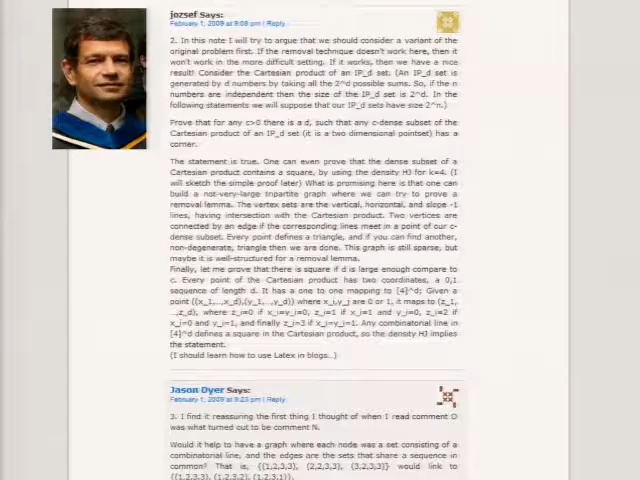 jozsef Says:
February 1, 2009 at 9:08 pm | Reply
2. In this note I will try to argue that we should consider a variant of the
original problem first. If the removal technique doesn't work here, then it
won't work in the more difficult setting. If it works, then we have a nice
result! Consider the Cartesian product of an IP_d set. (An IP_d set is
generated by d numbers by taking all the 2^d possible sums. So, if the n
numbers are independent then the size of the IP_d set is 2^d. In the
following statements we will suppose that our IP_d sets have size 2^n.)
Prove that for any c>0 there is a d, such that any c-dense subset of the
Cartesian product of an IP_d set (it is a two dimensional pointset) has a
corner.
The statement is true. One can even prove that the dense subset of a
Cartesian product contains a square, by using the density HJ for k=4. (I
will sketch the simple proof later) What is promising here is that one can
build a not-very-large tripartite graph where we can try to prove a
removal lemma. The vertex sets are the vertical, horizontal, and slope -1
lines, having intersection with the Cartesian product. Two vertices are
connected by an edge if the corresponding lines meet in a point of our c-
dense subset. Every point defines a triangle, and if you can find another,
non-degenerate, triangle then we are done. This graph is still sparse, but
maybe it is well-structured for a removal lemma.
Finally, let me prove that there is square if d is large enough compare to
c. Every point of the Cartesian product has two coordinates, a 0,1
sequence of length d. It has a one to one mapping to [4]^d; Given a
point ((x_1,…,x_d),(y_1,…,y_d)) where x_i,y_j are 0 or 1, it maps to (z_1,
…,z_d), where z_i=0 if x_i=y_i=0, z_i=1 if x_i=1 and y_i=0, z_i=2 if
x_i=0 and y_i=1, and finally z_i=3 if x_i=y_i=1. Any combinatorial line in
[4]^d defines a square in the Cartesian product, so the density HJ implies
the statement.
(I should learn how to use Latex in blogs…)
Jason Dyer Says:
February 1, 2009 at 9:23 pm | Reply
3. I find it reassuring the first thing I thought of when I read comment O
was what turned out to be comment N.
Would it help to have a graph where each node was a set consisting of a
combinatorial line, and the edges are the sets that share a sequence in
common? That is, {(1,2,3,3), (2,2,3,3), (3,2,3,3)} would link to
{(1,2,3,3), (1,2,3,2), (1,2,3,1)}.